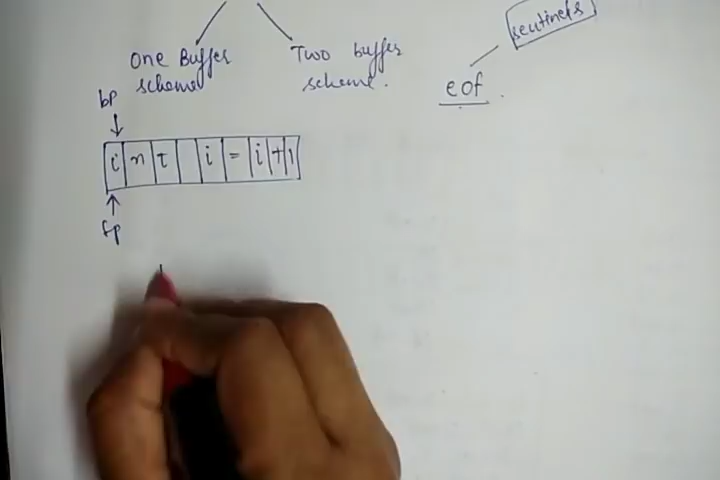 sentinels
One Buffer
scheme
Two buffer
scheme.
eof.
bp
i n t i = i + 1
fp